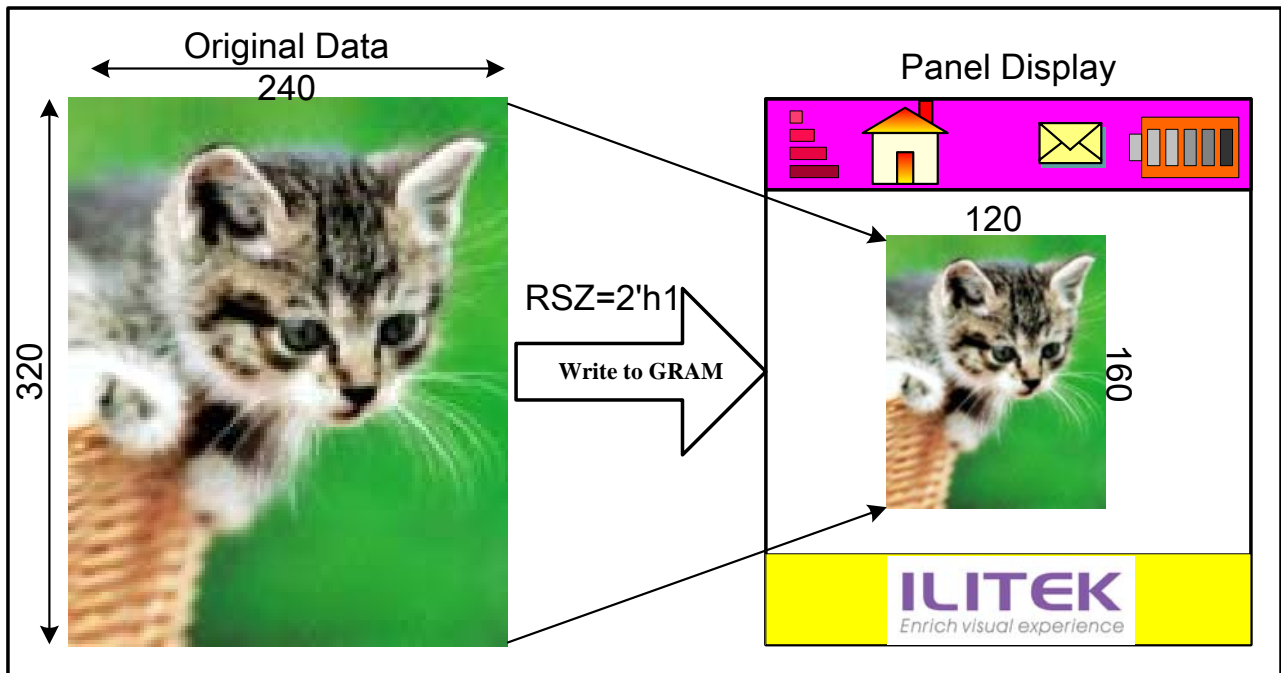 Original Data
240
320
RSZ=2'h1
Write to GRAM
Panel Display
120
160
ILITEK
Enrich visual experience